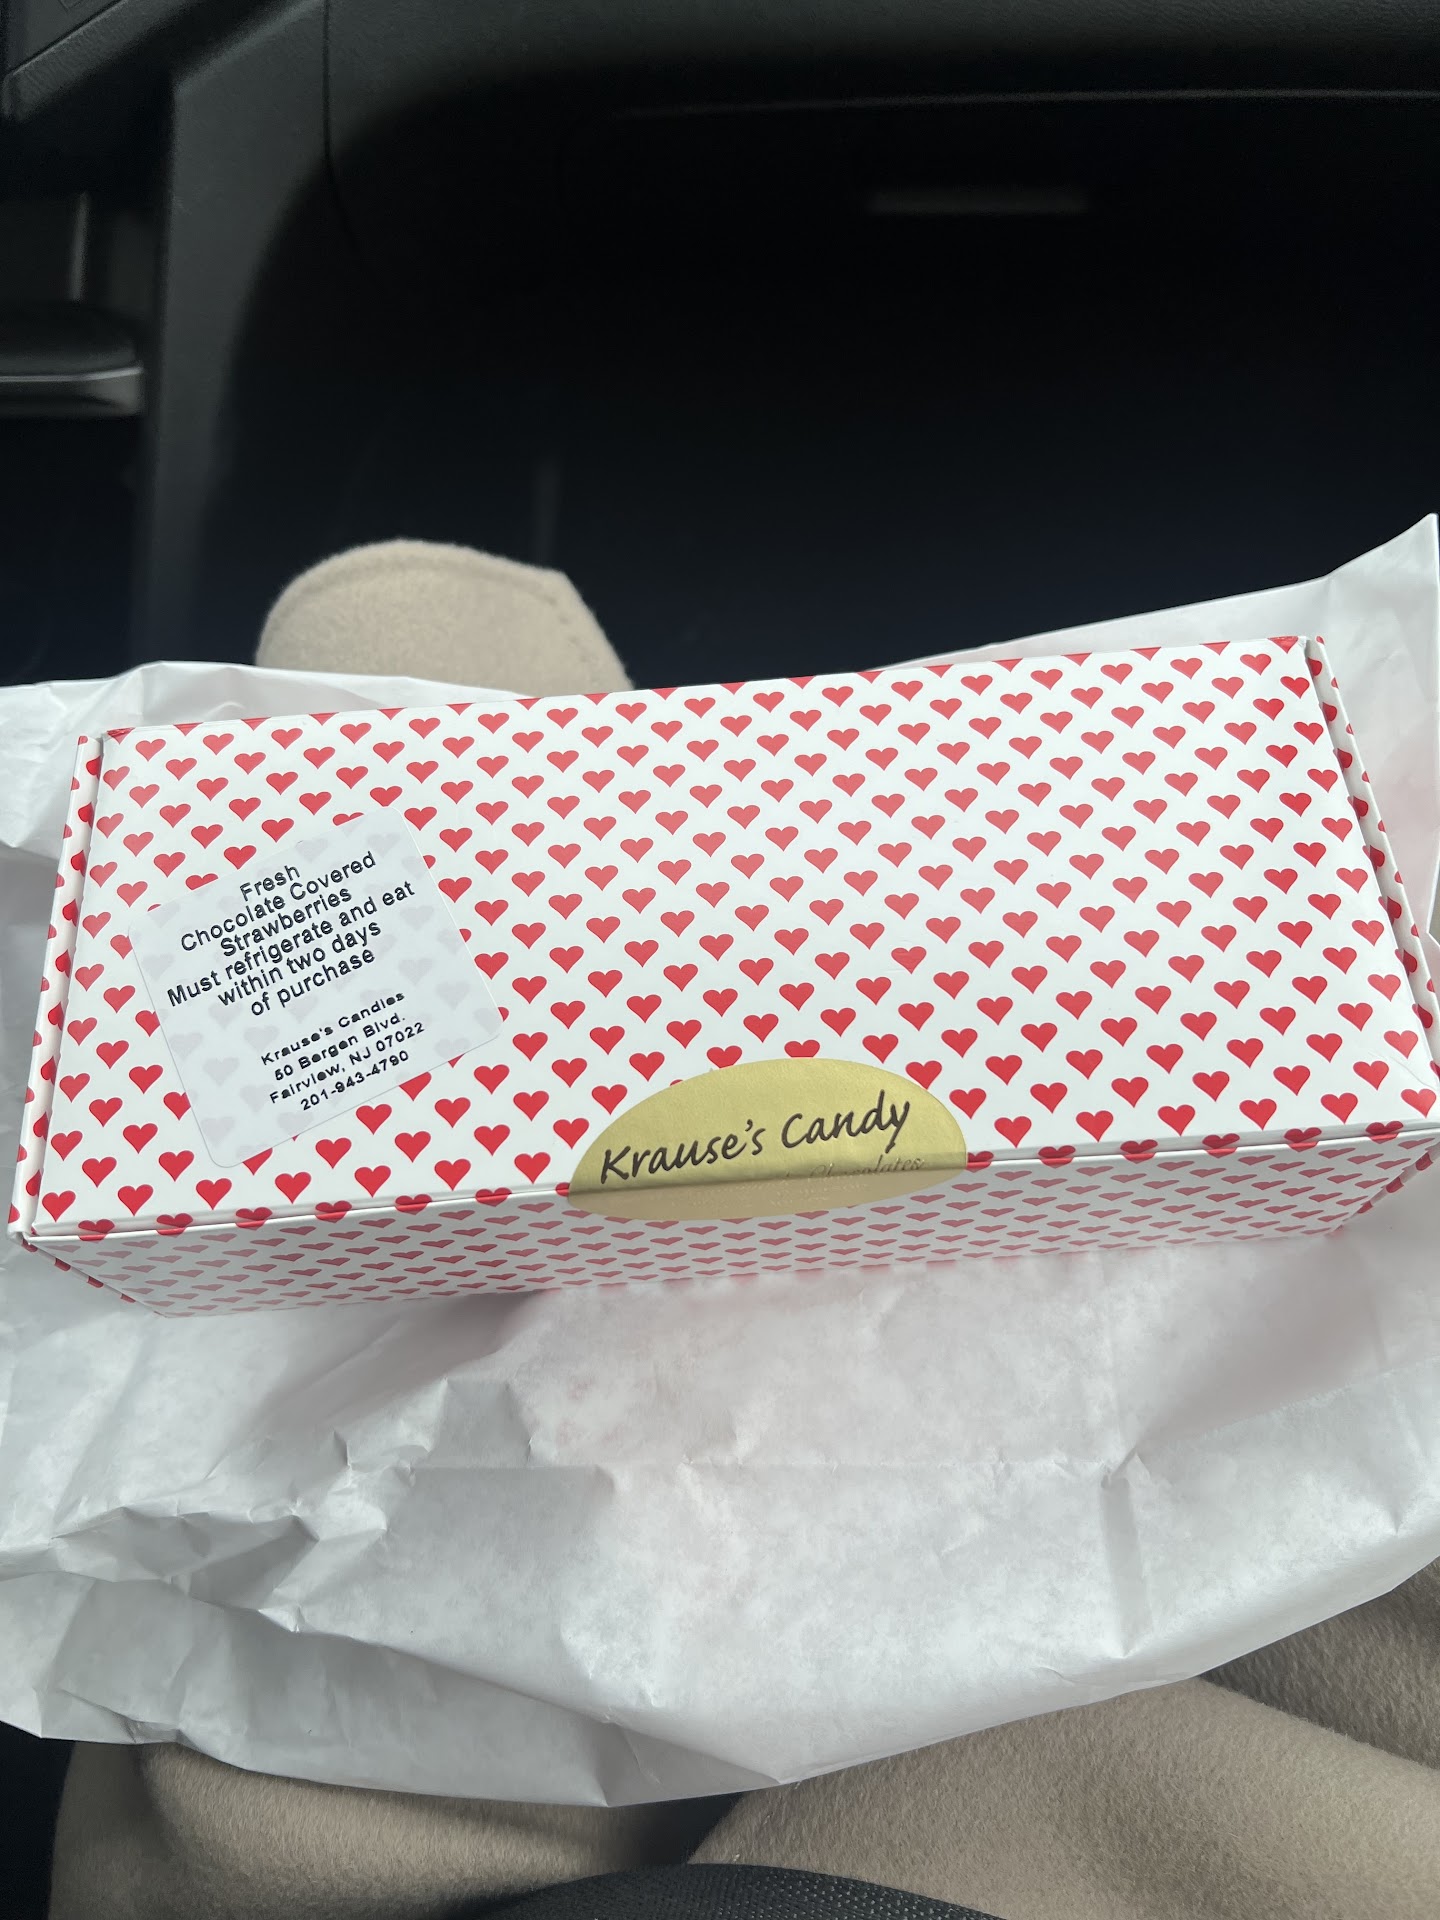 Fresh
Chocolate Covered
Strawberries
Must refrigerate and eat
within two days
of purchase
Krause's Candies
50 Bergen Blvd.
Fairview, NJ 07022
201-943-4790
Krause's Candy
Chocolates